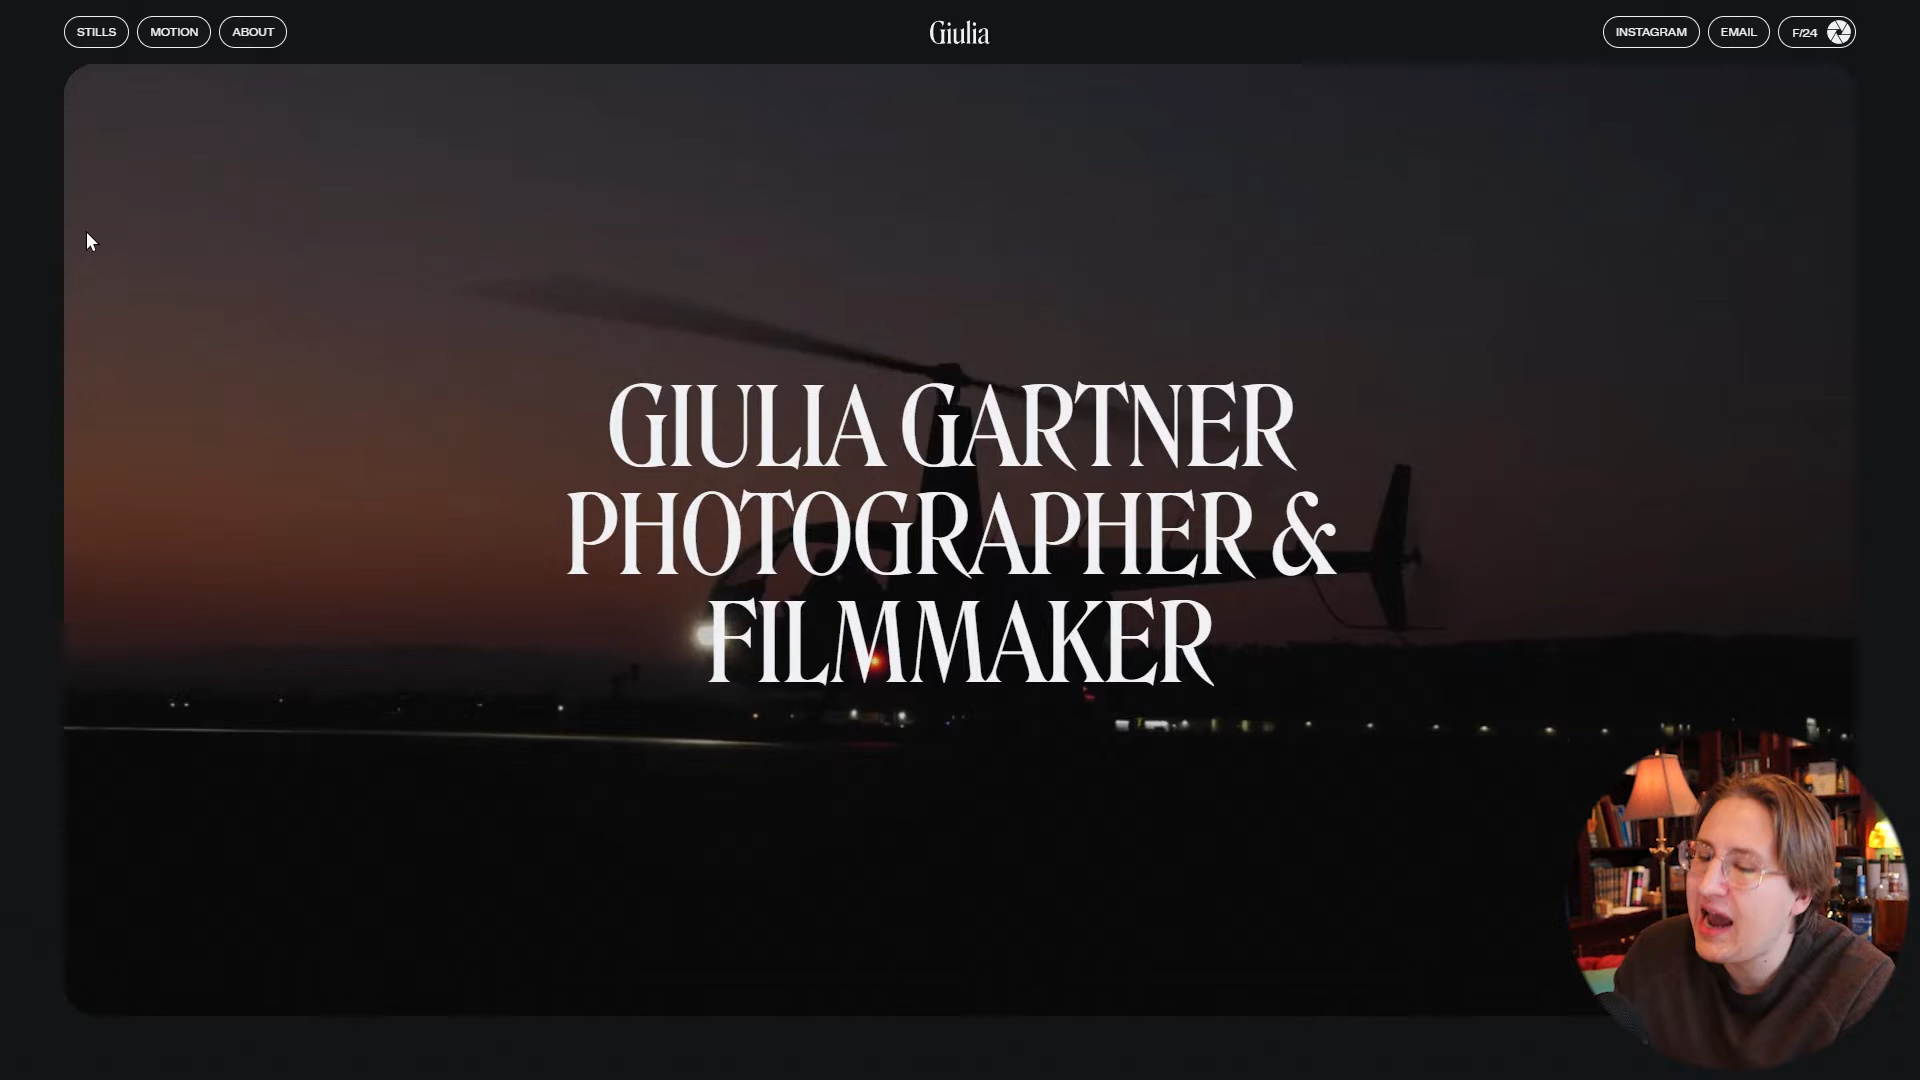 STILLS MOTION ABOUT Giulia INSTAGRAM EMAIL F/24
GIULIA GARTNER
PHOTOGRAPHER &
FILMMAKER